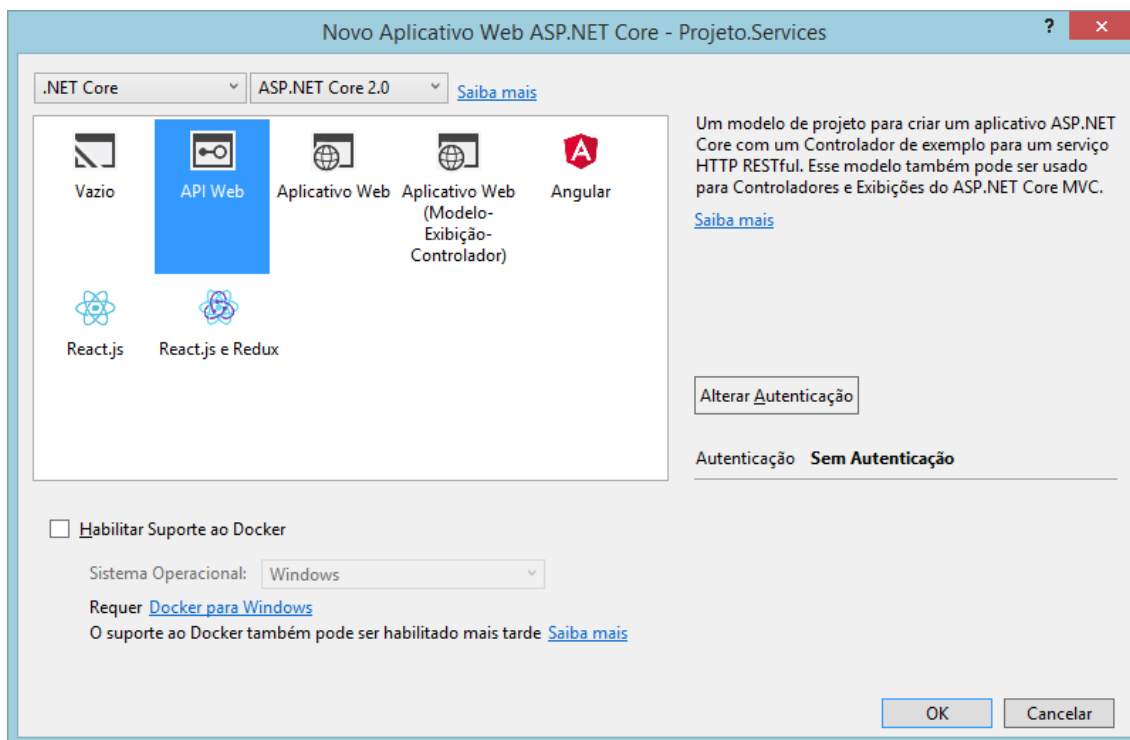 Novo Aplicativo Web ASP.NET Core - Projeto.Services
?
.NET Core
ASP.NET Core 2.0
Saiba mais
Vazio
API Web
Aplicativo Web
Aplicativo Web
(Modelo-
Exibição-
Controlador)
Angular
React.js
React.js e Redux
Um modelo de projeto para criar um aplicativo ASP.NET
Core com um Controlador de exemplo para um serviço
HTTP RESTful. Esse modelo também pode ser usado
para Controladores e Exibições do ASP.NET Core MVC.
Saiba mais
Alterar Autenticação
Autenticação Sem Autenticação
Habilitar Suporte ao Docker
Sistema Operacional: Windows
Requer Docker para Windows
O suporte ao Docker também pode ser habilitado mais tarde Saiba mais
OK
Cancelar